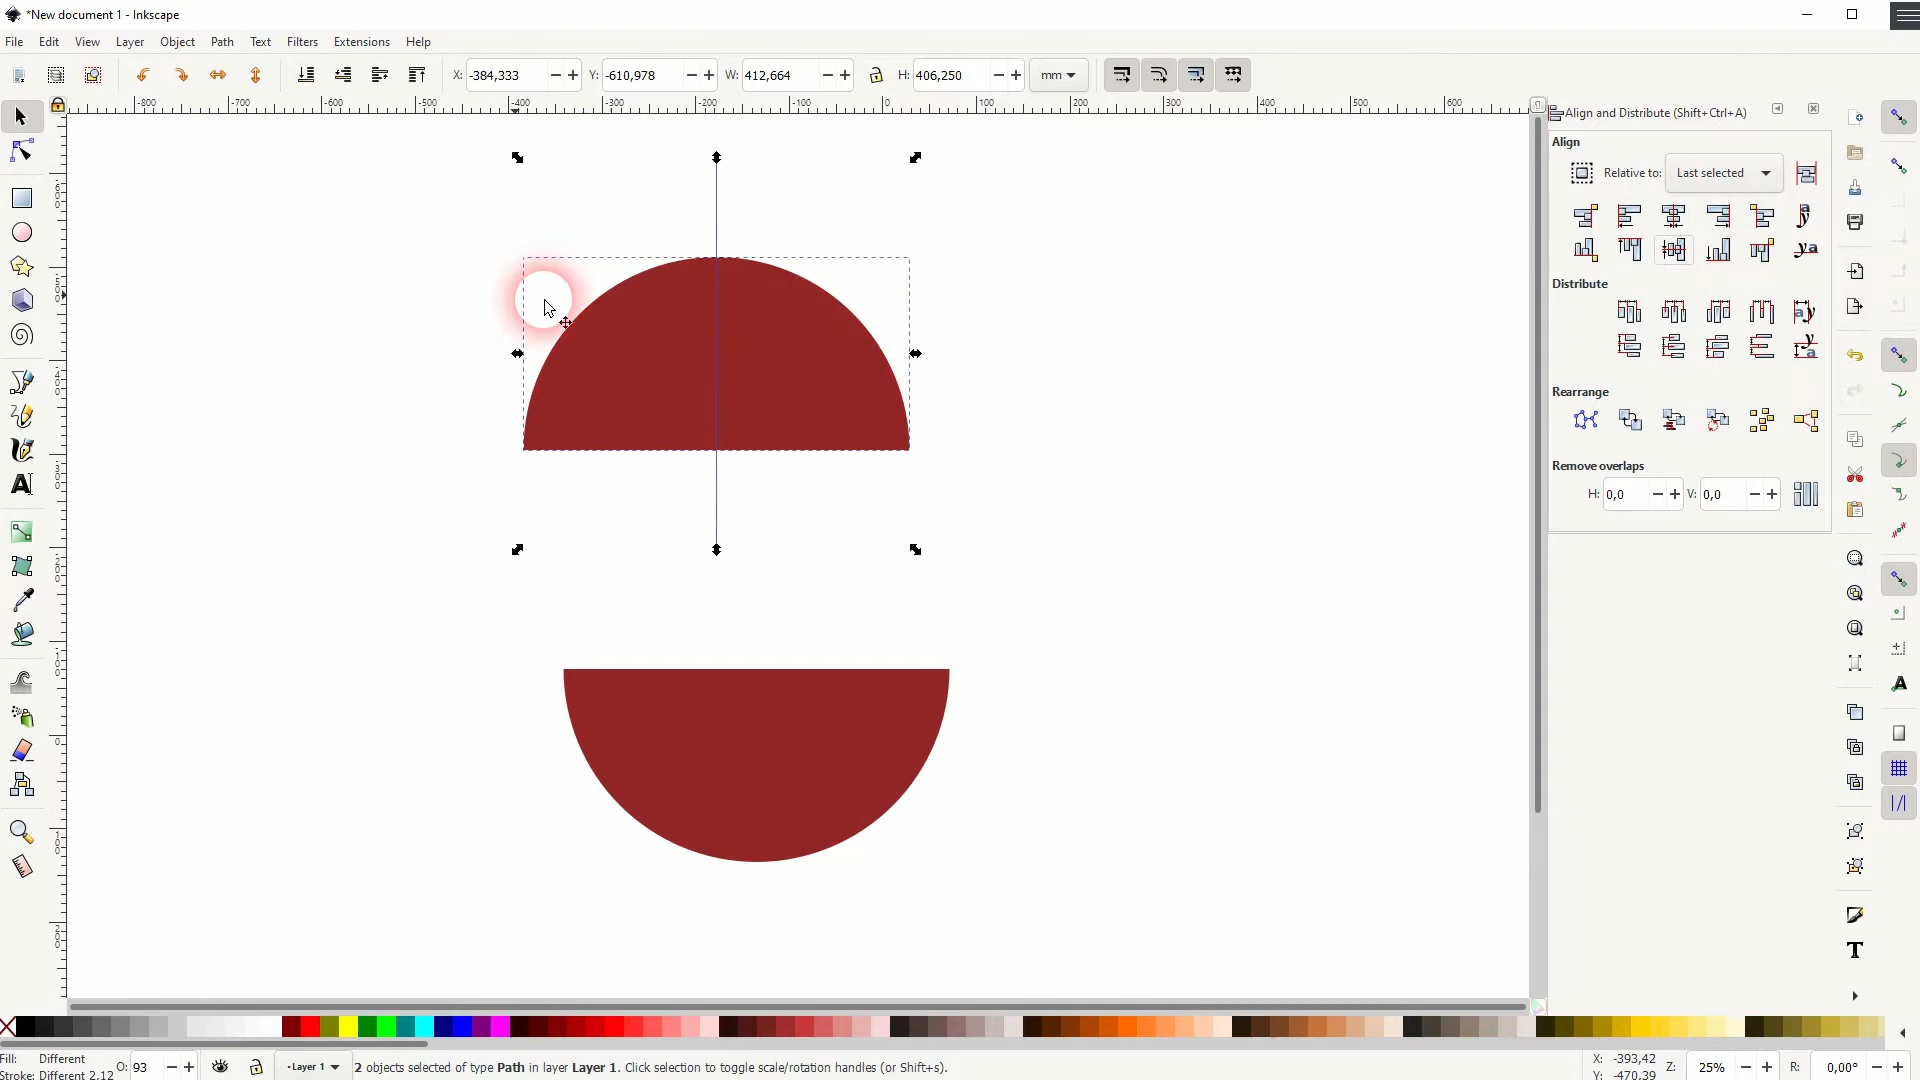 *New document 1 - Inkscape
File Edit View Layer Object Path Text Filters Extensions Help
X: -384,333 Y: -610,978 W: 412,664 H: 406,250 mm
-800 -700 -600 -500 -400 -300 -200 -100 0 100 200 300 400 500 600
Align and Distribute (Shift+Ctrl+A)
Align
Relative to: Last selected
Distribute
Rearrange
Remove overlaps
H: 0,0 V: 0,0
Fill: Different
Stroke: Different 2,12
O: 93
Layer 1
2 objects selected of type Path in layer Layer 1. Click selection to toggle scale/rotation handles (or Shift+s).
X: -393,42
Y: -470,39
Z: 25%
R: 0,00°